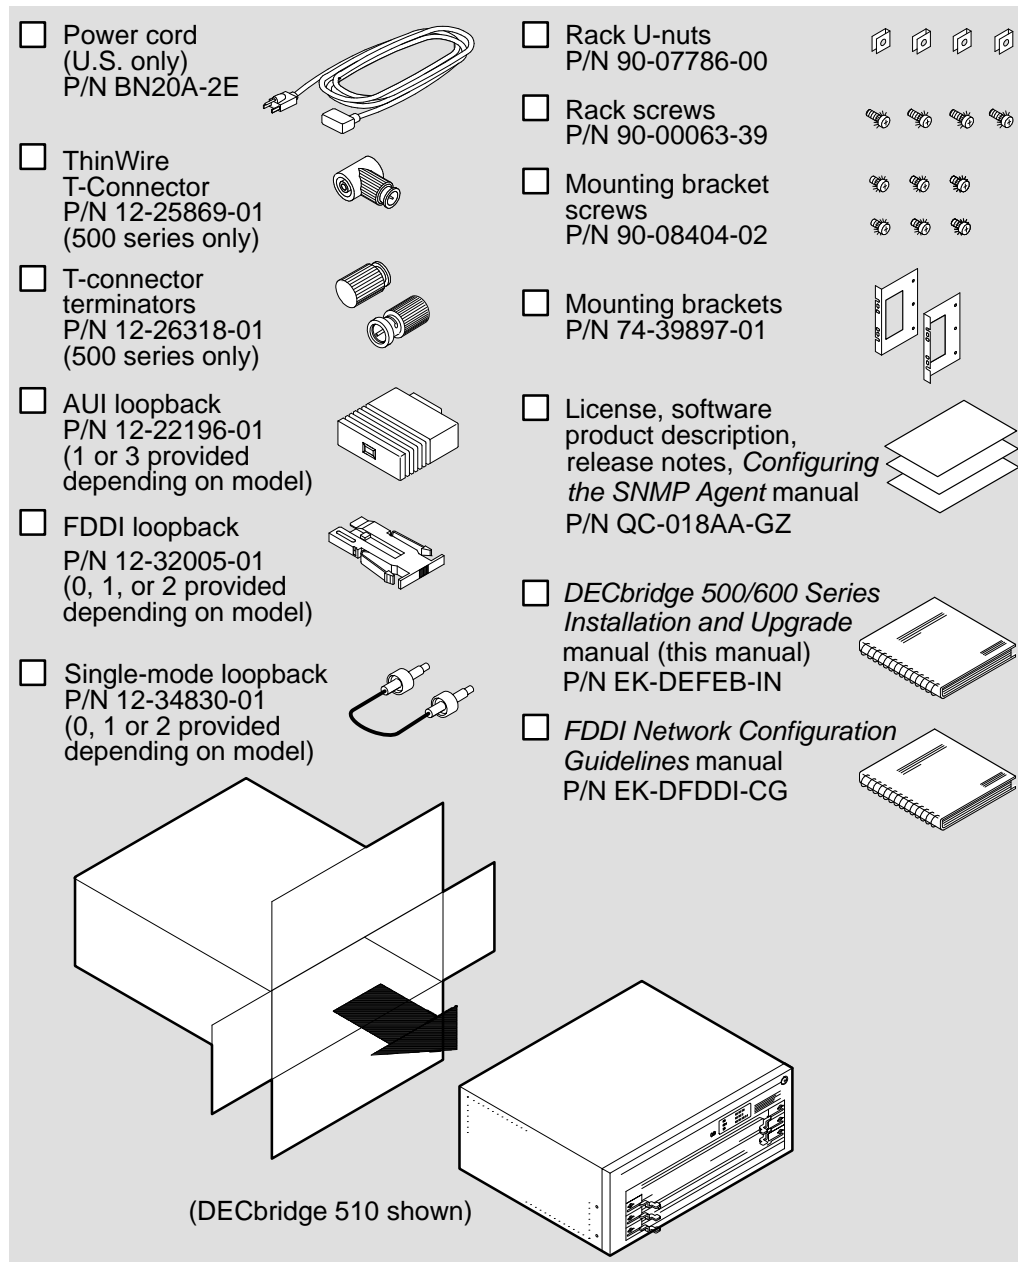 Power cord
(U.S. only)
P/N BN20A-2E
ThinWire
T-Connector
P/N 12-25869-01
(500 series only)
T-connector
terminators
P/N 12-26318-01
(500 series only)
AUI loopback
P/N 12-22196-01
(1 or 3 provided
depending on model)
FDDI loopback
P/N 12-32005-01
(0, 1, or 2 provided
depending on model)
Single-mode loopback
P/N 12-34830-01
(0, 1 or 2 provided
depending on model)
Rack U-nuts
P/N 90-07786-00
Rack screws
P/N 90-00063-39
Mounting bracket
screws
P/N 90-08404-02
Mounting brackets
P/N 74-39897-01
License, software
product description,
release notes, Configuring
the SNMP Agent manual
P/N QC-018AA-GZ
DECbridge 500/600 Series
Installation and Upgrade
manual (this manual)
P/N EK-DEFEB-IN
FDDI Network Configuration
Guidelines manual
P/N EK-DFDDI-CG
(DECbridge 510 shown)